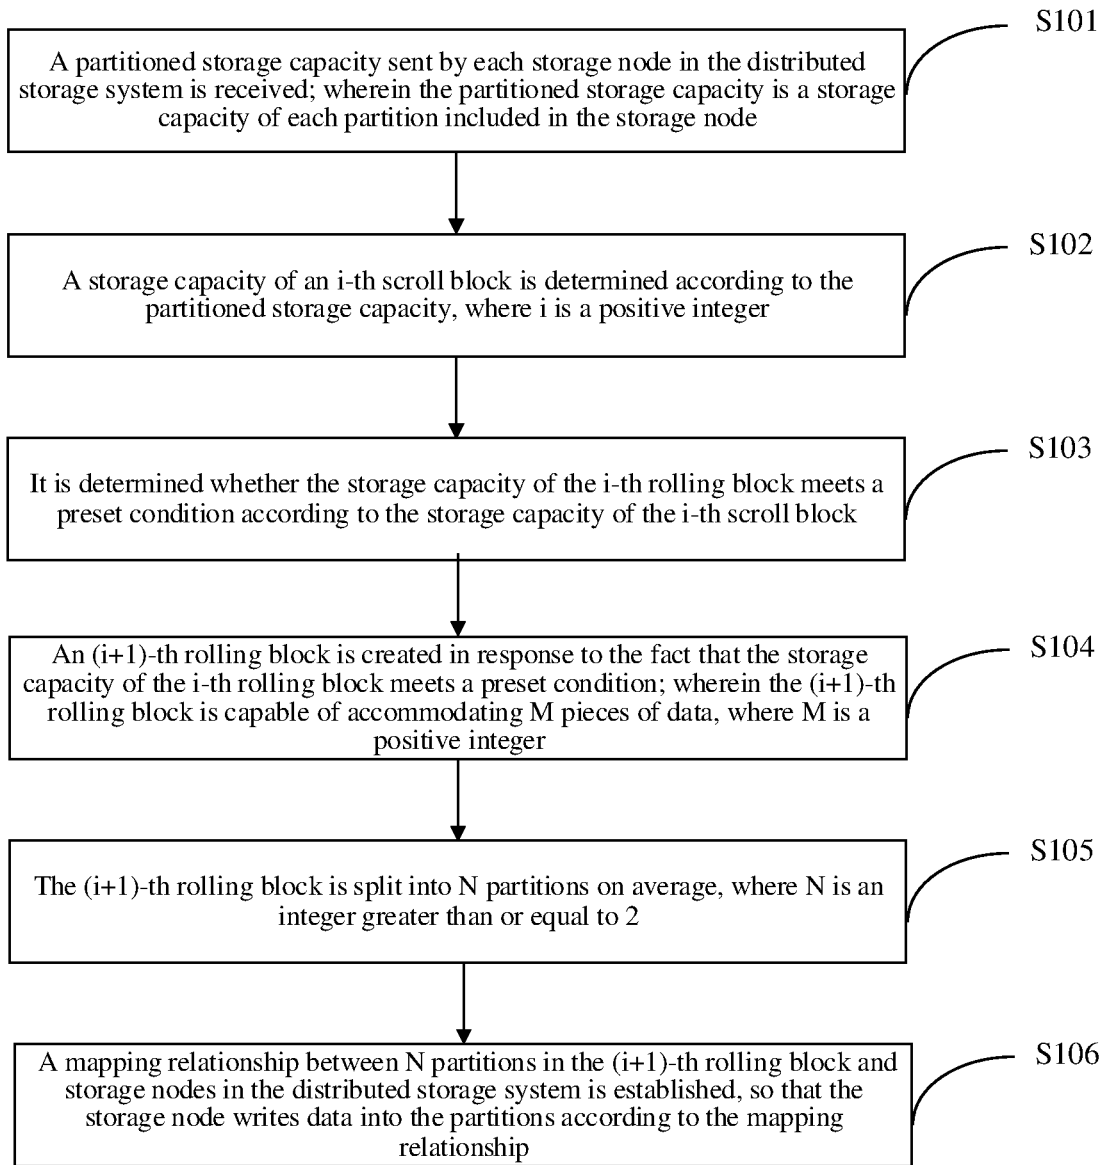 S101
A partitioned storage capacity sent by each storage node in the distributed
storage system is received; wherein the partitioned storage capacity is a storage
capacity of each partition included in the storage node
S102
A storage capacity of an i-th scroll block is determined according to the
partitioned storage capacity, where i is a positive integer
S103
It is determined whether the storage capacity of the i-th rolling block meets a
preset condition according to the storage capacity of the i-th scroll block
S104
An (i+1)-th rolling block is created in response to the fact that the storage
capacity of the i-th rolling block meets a preset condition; wherein the (i+1)-th
rolling block is capable of accommodating M pieces of data, where M is a
positive integer
S105
The (i+1)-th rolling block is split into N partitions on average, where N is an
integer greater than or equal to 2
S106
A mapping relationship between N partitions in the (i+1)-th rolling block and
storage nodes in the distributed storage system is established, so that the
storage node writes data into the partitions according to the mapping
relationship